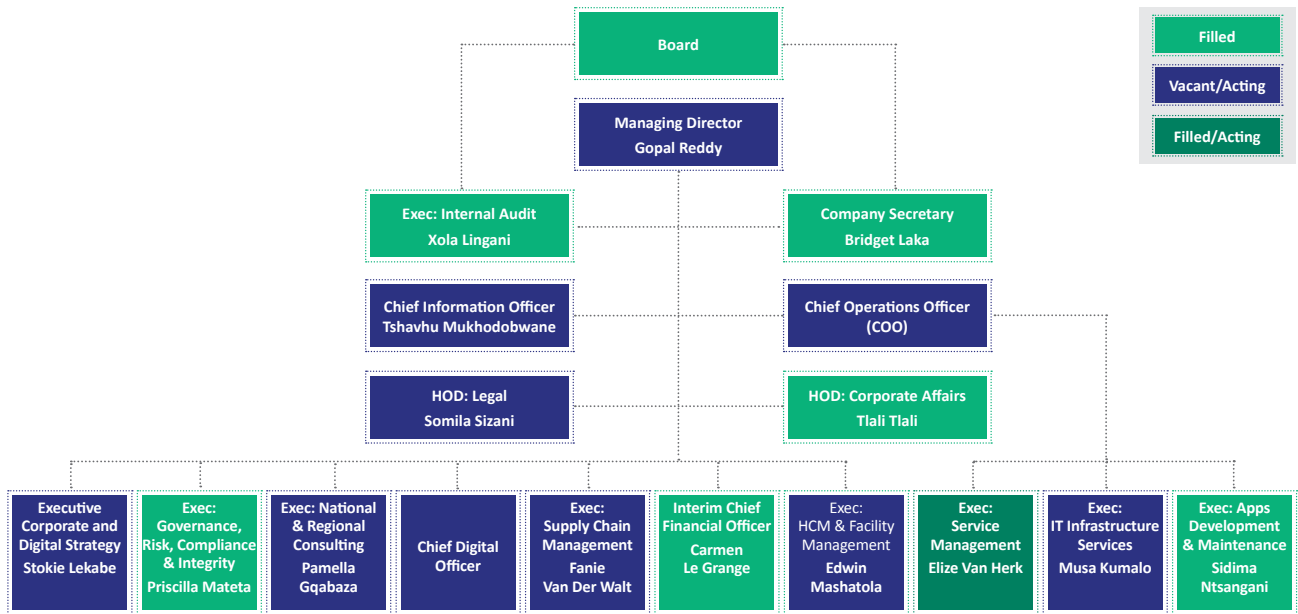 Board
Filled
Vacant/Acting
Filled/Acting
Managing Director
Gopal Reddy
Exec: Internal Audit
Xola Lingani
Company Secretary
Bridget Laka
Chief Information Officer
Tshavhu Mukhodobwane
Chief Operations Officer
(COO)
HOD: Legal
Somila Sizani
HOD: Corporate Affairs
Tlali Tlali
Executive
Corporate and
Digital Strategy
Stokie Lekabe
Exec:
Governance,
Risk, Compliance
& Integrity
Priscilla Mateta
Exec: National
& Regional
Consulting
Pamella
Gqabaza
Chief Digital
Officer
Exec:
Supply Chain
Management
Fanie
Van Der Walt
Interim Chief
Financial Officer
Carmen
Le Grange
Exec:
HCM & Facility
Management
Edwin
Mashatola
Exec:
Service
Management
Elize Van Herk
Exec:
IT Infrastructure
Services
Musa Kumalo
Exec: Apps
Development
& Maintenance
Sidima
Ntsangani